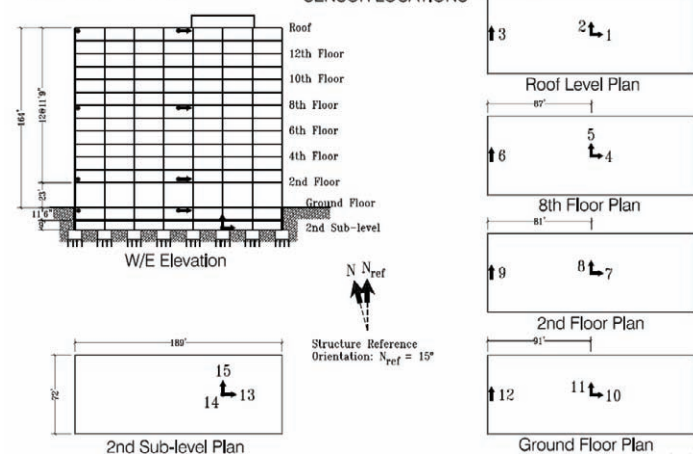 SENSOR LOCATIONS
Roof
12th Floor
10th Floor
8th Floor
6th Floor
4th Floor
2nd Floor
Ground Floor
2nd Sub-level
164'
12@11'9"
23'
11'6"
W/E Elevation
N Nref
Structure Reference
Orientation: Nref = 15°
189'
72'
15
14 13
2nd Sub-level Plan
3 2 1
Roof Level Plan
87'
5
6 4
8th Floor Plan
81'
9 8 7
2nd Floor Plan
91'
12 11 10
Ground Floor Plan